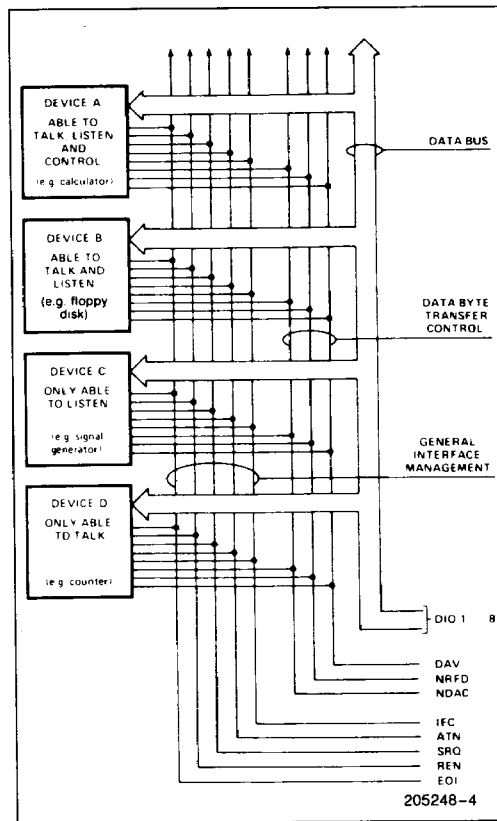 DEVICE A
ABLE TO
TALK, LISTEN
AND
CONTROL
(e.g. calculator)
DATA BUS
DEVICE B
ABLE TO
TALK AND
LISTEN
(e.g. floppy
disk)
DATA BYTE
TRANSFER
CONTROL
DEVICE C
ONLY ABLE
TO LISTEN
(e.g. signal
generator)
GENERAL
INTERFACE
MANAGEMENT
DEVICE D
ONLY ABLE
TO TALK
(e.g. counter)
DIO 1 8
DAV
NRFD
NDAC
IFC
ATN
SRQ
REN
EOI
205248-4